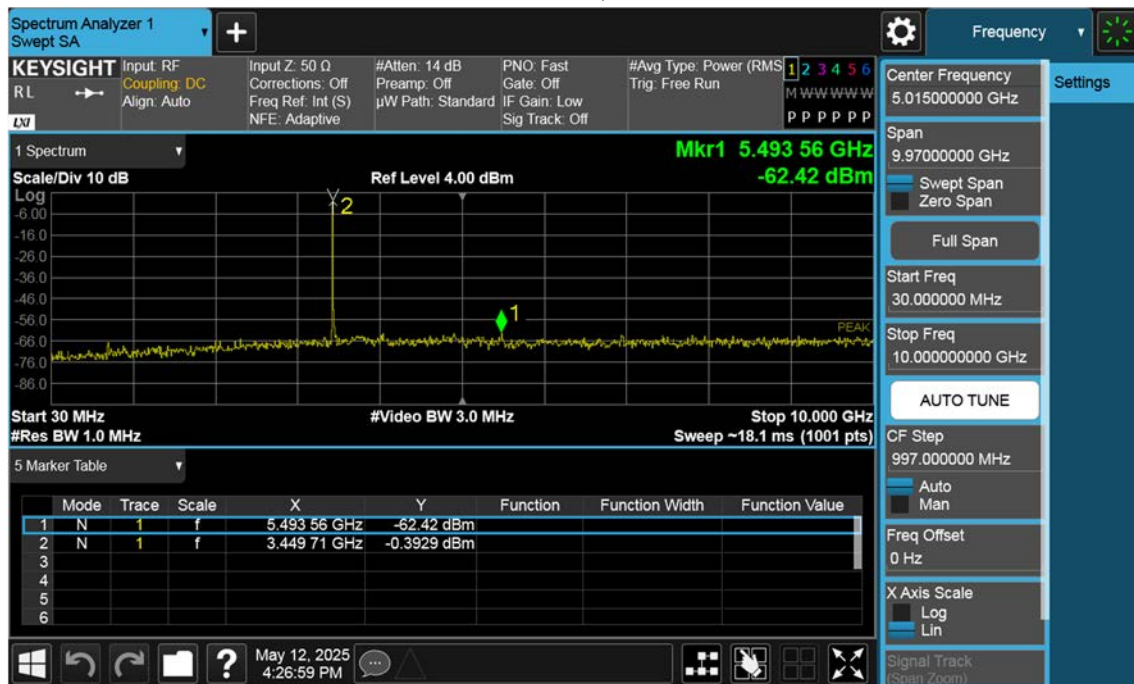 Spectrum Analyzer 1
Swept SA
+
Frequency
KEYSIGHT
RL
LXI
Input: RF
Coupling: DC
Align: Auto
Input Z: 50 Ω
Corrections: Off
Freq Ref: Int (S)
NFE: Adaptive
#Atten: 14 dB
Preamp: Off
µW Path: Standard
PNO: Fast
Gate: Off
IF Gain: Low
Sig Track: Off
#Avg Type: Power (RMS
Trig: Free Run
1 2 3 4 5 6
M W W W W W
P P P P P P
1 Spectrum
Mkr1 5.493 56 GHz
Scale/Div 10 dB
Ref Level 4.00 dBm
-62.42 dBm
Log
-6.00
-16.0
-26.0
-36.0
-46.0
-56.0
-66.0
-76.0
-86.0
2
1
PEAK
Start 30 MHz
#Video BW 3.0 MHz
Stop 10.000 GHz
#Res BW 1.0 MHz
Sweep ~18.1 ms (1001 pts)
5 Marker Table
Mode Trace Scale X Y Function Function Width Function Value
1 N 1 f 5.493 56 GHz -62.42 dBm
2 N 1 f 3.449 71 GHz -0.3929 dBm
3
4
5
6
?
May 12, 2025
4:26:59 PM
Center Frequency
5.015000000 GHz
Span
9.97000000 GHz
Swept Span
Zero Span
Full Span
Start Freq
30.000000 MHz
Stop Freq
10.000000000 GHz
AUTO TUNE
CF Step
997.000000 MHz
Auto
Man
Freq Offset
0 Hz
X Axis Scale
Log
Lin
Signal Track
(Span Zoom)
Settings